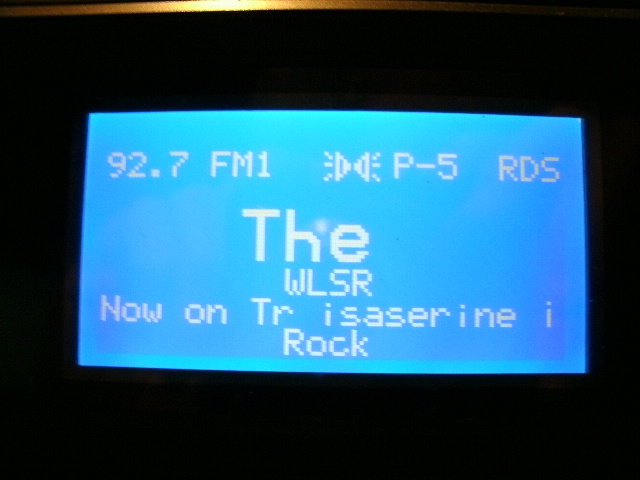 92.7 FM1 P-5 RDS
The
WLSR
Now on Tr isaserine i
Rock